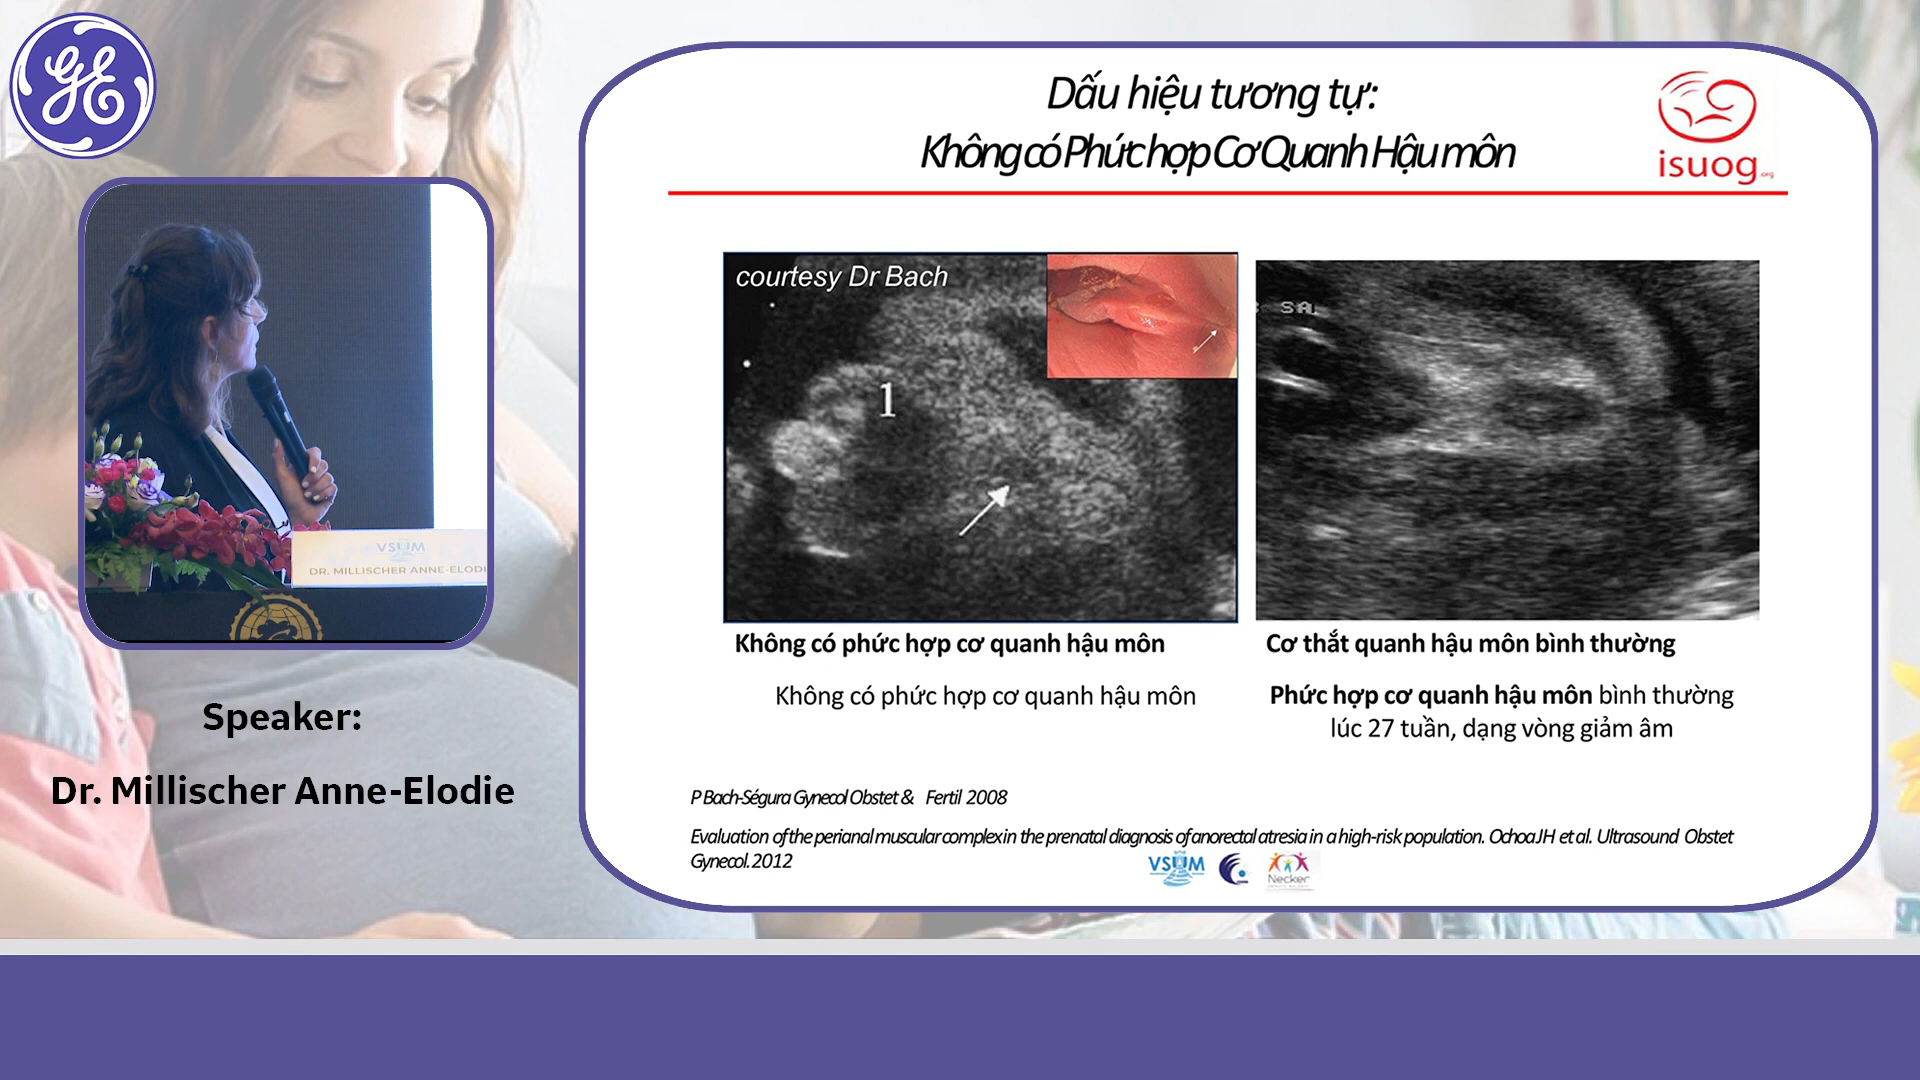 GE
VSUM
DR. MILLISCHER ANNE-ELODI
Speaker:
Dr. Millischer Anne-Elodie
Dấu hiệu tương tự:
Không có Phức hợp Cơ Quanh Hậu môn
isuog.org
courtesy Dr Bach
1
SA
Không có phức hợp cơ quanh hậu môn
Không có phức hợp cơ quanh hậu môn
Cơ thắt quanh hậu môn bình thường
Phức hợp cơ quanh hậu môn bình thường
lúc 27 tuần, dạng vòng giảm âm
P Bach-Ségura Gynecol Obstet & Fertil 2008
Evaluation of the perianal muscular complex in the prenatal diagnosis of anorectal atresia in a high-risk population. Ochoa JH et al. Ultrasound Obstet
Gynecol. 2012
VSUM
Necker